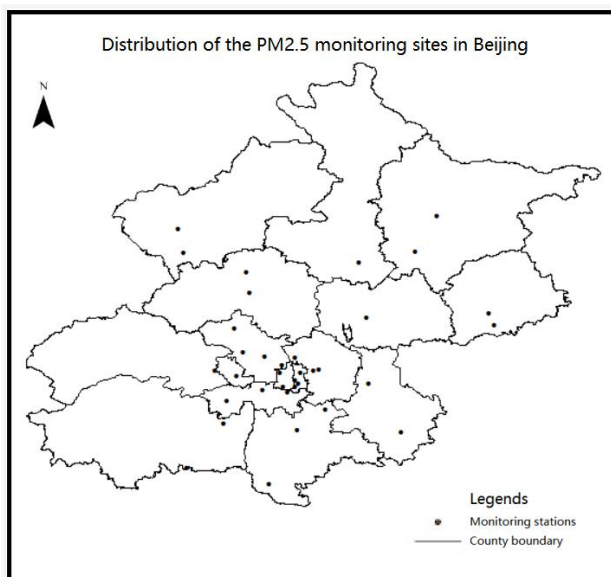 Distribution of the PM2.5 monitoring sites in Beijing
N
Legends
Monitoring stations
County boundary